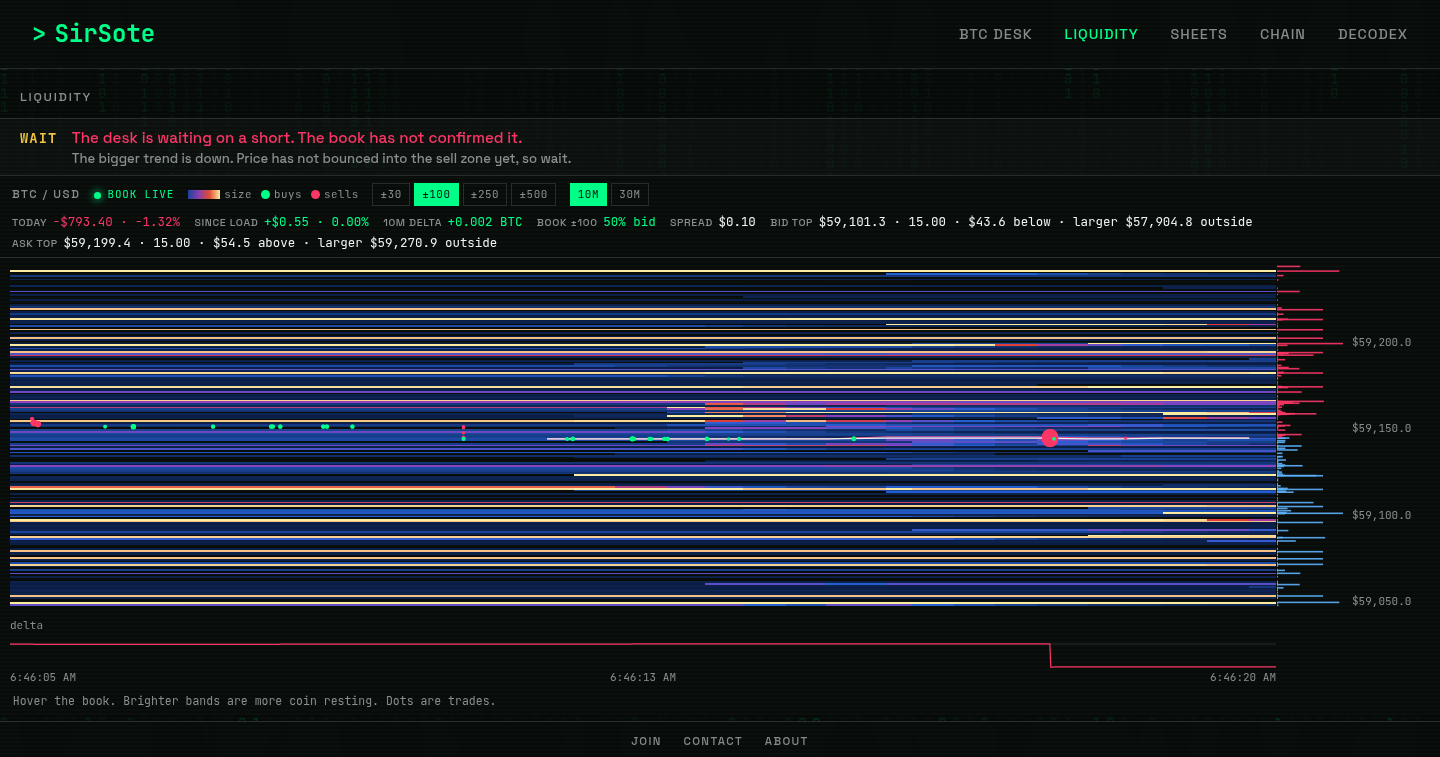 > SirSote
BTC DESK LIQUIDITY SHEETS CHAIN DECODEX
LIQUIDITY
WAIT The desk is waiting on a short. The book has not confirmed it.
The bigger trend is down. Price has not bounced into the sell zone yet, so wait.
BTC / USD BOOK LIVE size buys sells ±30 ±100 ±250 ±500 10M 30M
TODAY -$793.40 · -1.32% SINCE LOAD +$0.55 · 0.00% 10M DELTA +0.002 BTC BOOK ±100 50% bid SPREAD $0.10 BID TOP $59,101.3 · 15.00 · $43.6 below · larger $57,904.8 outside
ASK TOP $59,199.4 · 15.00 · $54.5 above · larger $59,270.9 outside
$59,200.0
$59,150.0
$59,100.0
$59,050.0
delta
6:46:05 AM 6:46:13 AM 6:46:20 AM
Hover the book. Brighter bands are more coin resting. Dots are trades.
JOIN CONTACT ABOUT